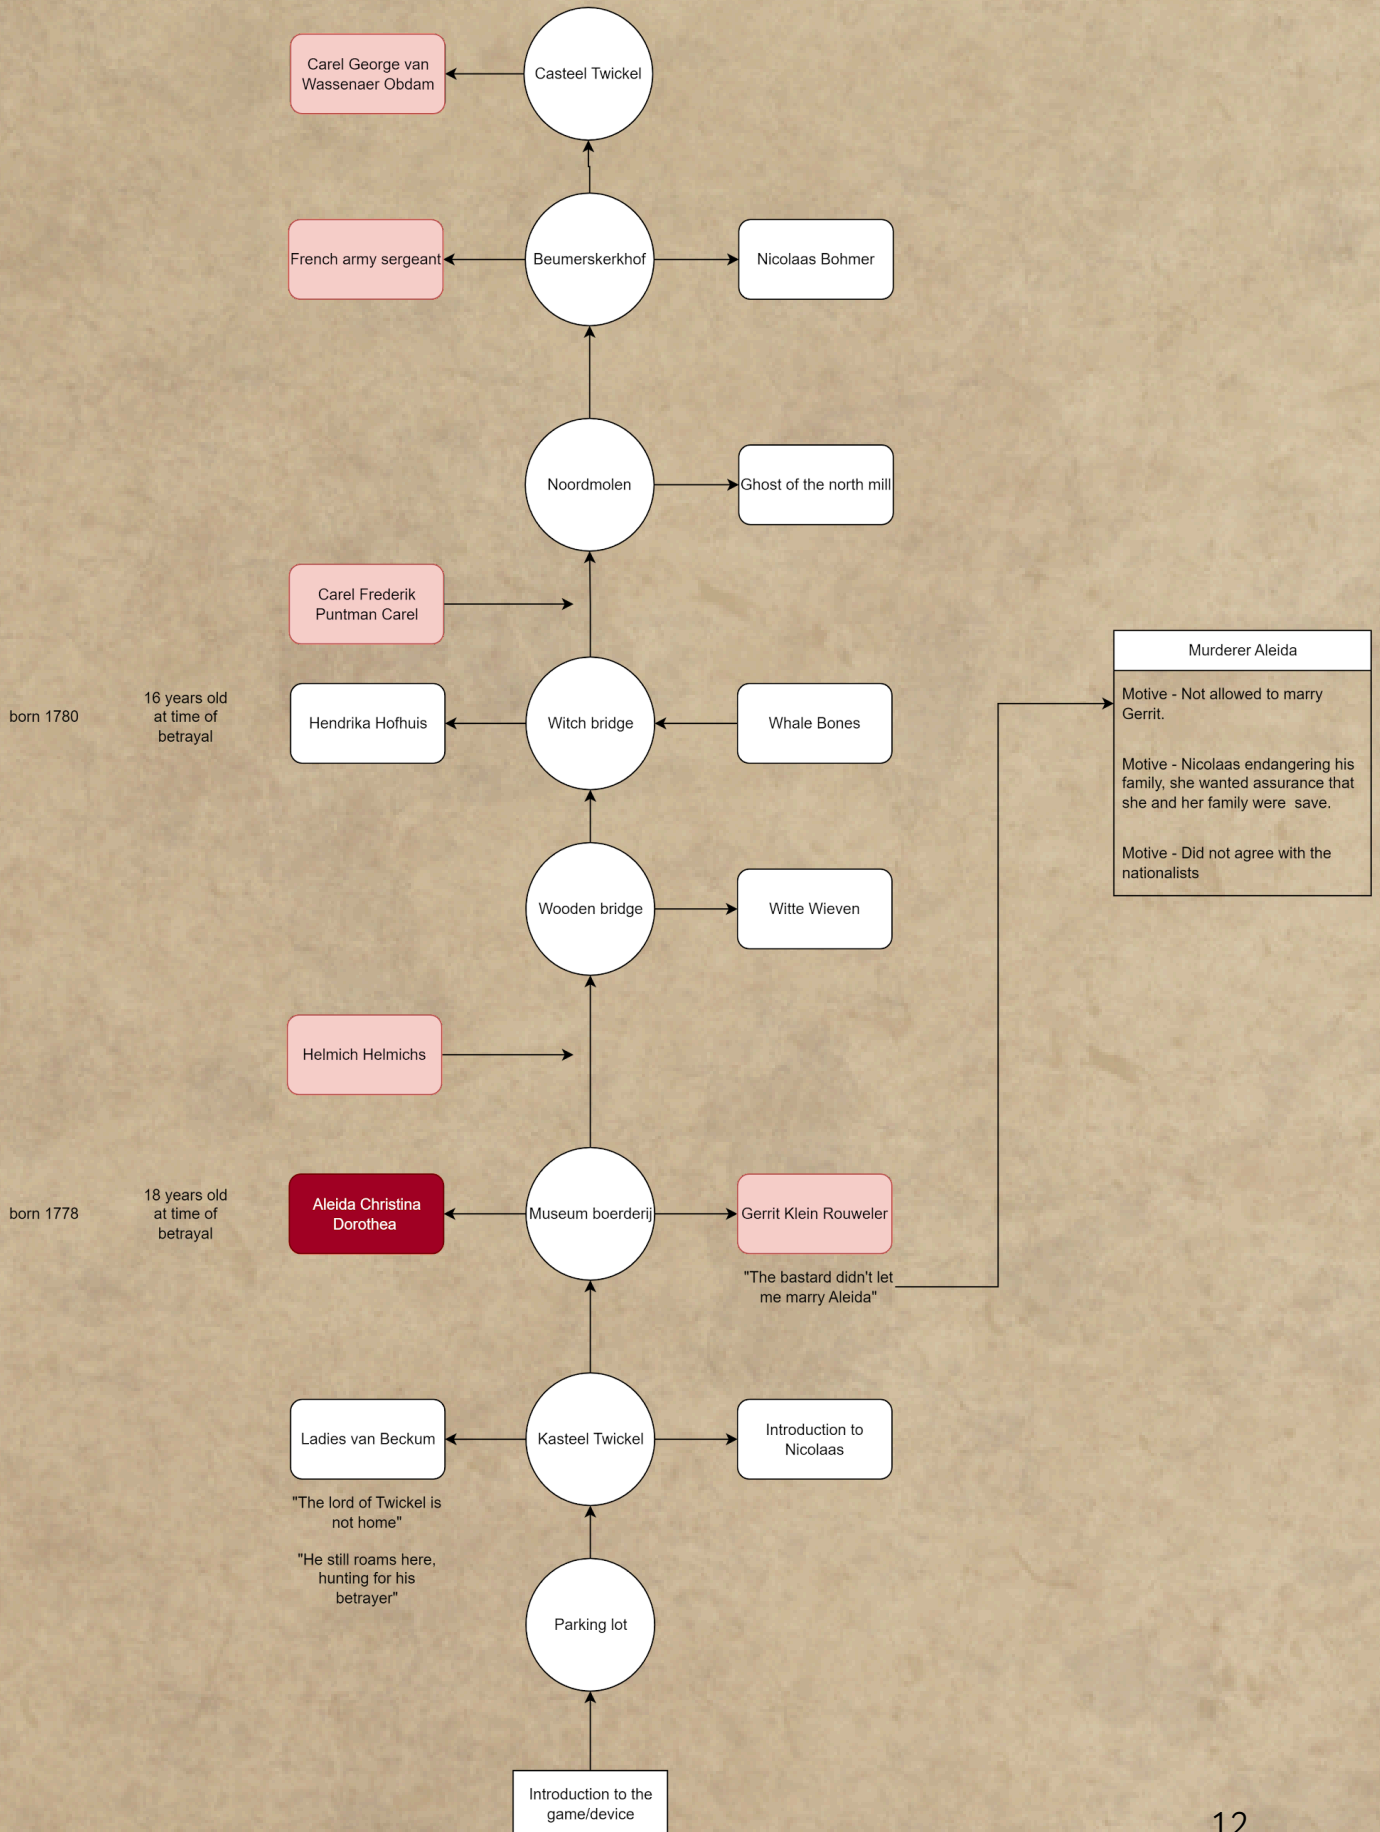 Carel George van
Wassenaer Obdam
Casteel Twickel
French army sergeant
Beumerskerkhof
Nicolaas Bohmer
Noordmolen
Ghost of the north mill
Carel Frederik
Puntman Carel
born 1780
16 years old
at time of
betrayal
Hendrika Hofhuis
Witch bridge
Whale Bones
Murderer Aleida
Motive - Not allowed to marry
Gerrit.
Motive - Nicolaas endangering his
family, she wanted assurance that
she and her family were save.
Motive - Did not agree with the
nationalists
Wooden bridge
Witte Wieven
Helmich Helmichs
born 1778
18 years old
at time of
betrayal
Aleida Christina
Dorothea
Museum boerderij
Gerrit Klein Rouweler
"The bastard didn't let
me marry Aleida"
Ladies van Beckum
Kasteel Twickel
Introduction to
Nicolaas
"The lord of Twickel is
not home"
"He still roams here,
hunting for his
betrayer"
Parking lot
Introduction to the
game/device
12